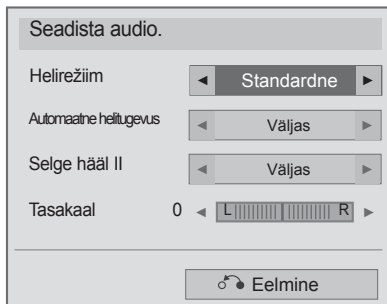 Seadista audio.
Helirežiim ◄ Standardne ►
Automaatne helitugevus ◄ Väljas ►
Selge hääl II ◄ Väljas ►
Tasakaal 0 ◄ L R ►
Eelmine